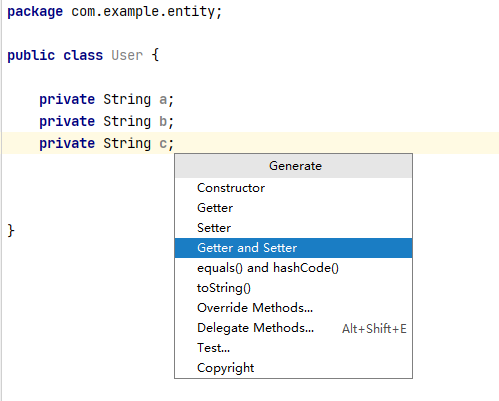 package com.example.entity;
public class User {
private String a;
private String b;
private String c;
Generate
Constructor
Getter
Setter
Getter and Setter
equals() and hashCode()
toString()
Override Methods...
Delegate Methods... Alt+Shift+E
Test...
Copyright
}